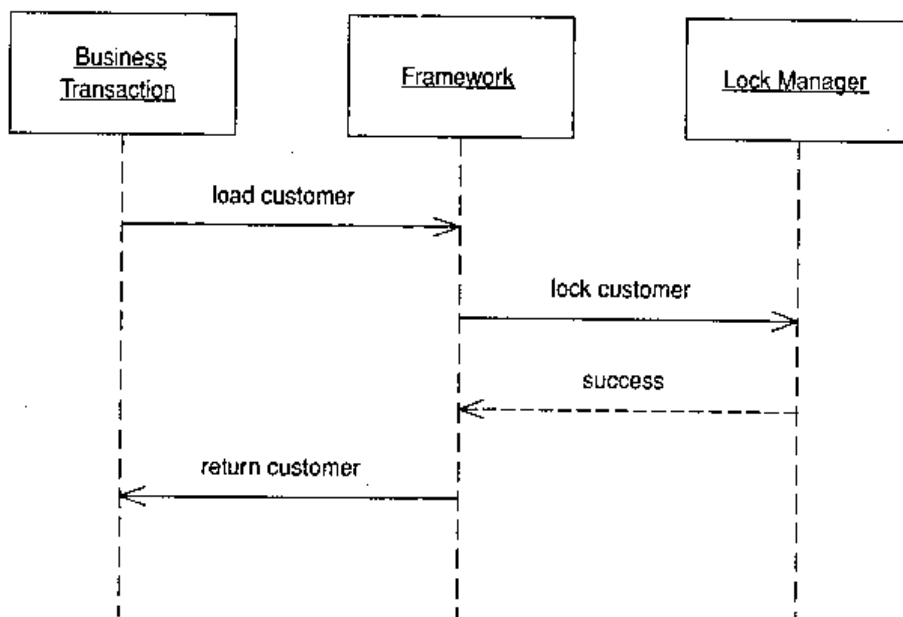 Business
Transaction
Framework
Lock Manager
load customer
lock customer
success
return customer